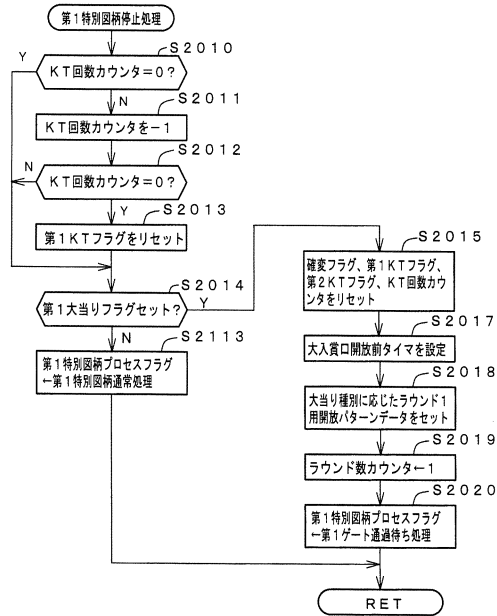 第1特別図柄停止処理
S2010
Y
KT回数カウンタ=0?
N
S2011
KT回数カウンタを-1
S2012
N
KT回数カウンタ=0?
Y
S2013
第1KTフラグをリセット
S2014
第1大当りフラグセット?
Y
N
S2113
第1特別図柄プロセスフラグ
←第1特別図柄通常処理
S2015
確変フラグ、第1KTフラグ、
第2KTフラグ、KT回数カウ
ンタをリセット
S2017
大入賞口開放前タイマを設定
S2018
大当り種別に応じたラウンド1
用開放パターンデータをセット
S2019
ラウンド数カウンタ←1
S2020
第1特別図柄プロセスフラグ
←第1ゲート通過待ち処理
RET